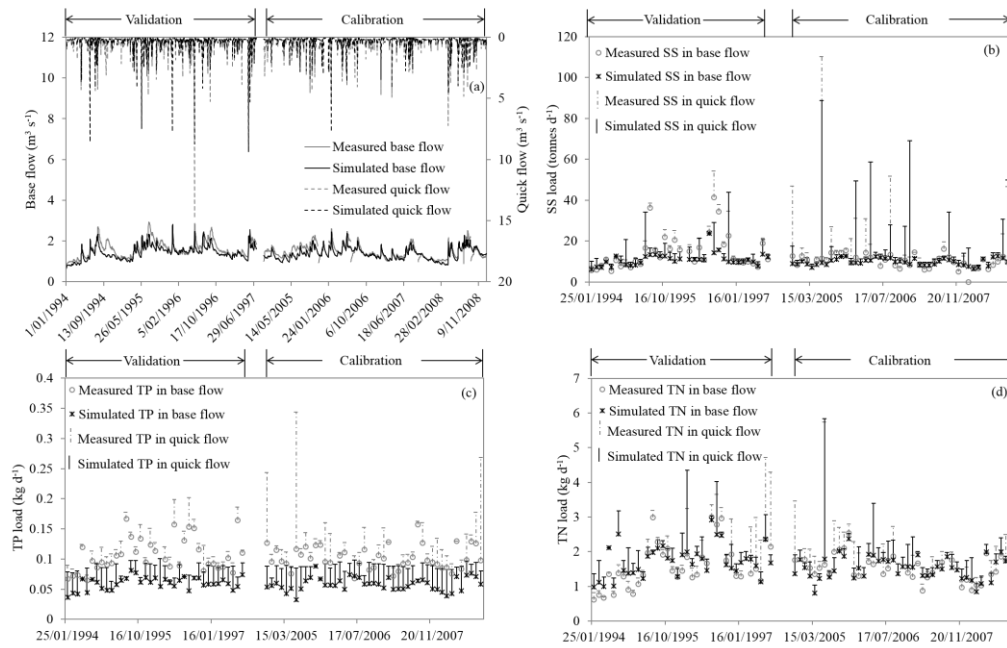 Validation Calibration
12
10
8
6
4
2
0
0
5
10
15
20
Base flow (m³ s⁻¹)
Quick flow (m³ s⁻¹)
(a)
Measured base flow
Simulated base flow
Measured quick flow
Simulated quick flow
1/01/1994
13/09/1994
26/05/1995
5/02/1996
17/10/1996
29/06/1997
14/05/2005
24/01/2006
6/10/2006
18/06/2007
28/02/2008
9/11/2008
Validation Calibration
120
100
80
60
40
20
0
SS load (tonnes d⁻¹)
(b)
Measured SS in base flow
Simulated SS in base flow
Measured SS in quick flow
Simulated SS in quick flow
25/01/1994 16/10/1995 16/01/1997 15/03/2005 17/07/2006 20/11/2007
Validation Calibration
0.4
0.35
0.3
0.25
0.2
0.15
0.1
0.05
0
TP load (kg d⁻¹)
(c)
Measured TP in base flow
Simulated TP in base flow
Measured TP in quick flow
Simulated TP in quick flow
25/01/1994 16/10/1995 16/01/1997 15/03/2005 17/07/2006 20/11/2007
Validation Calibration
7
6
5
4
3
2
1
0
TN load (kg d⁻¹)
(d)
Measured TN in base flow
Simulated TN in base flow
Measured TN in quick flow
Simulated TN in quick flow
25/01/1994 16/10/1995 16/01/1997 15/03/2005 17/07/2006 20/11/2007